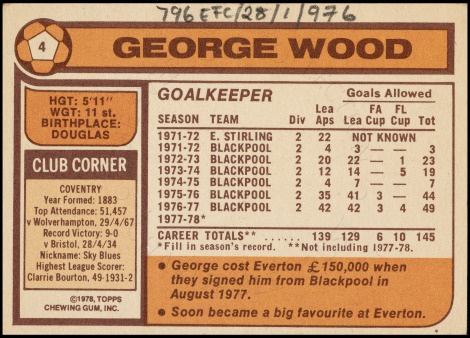 796 EFC/28/1/976
4
GEORGE WOOD
HGT: 5'11"
WGT: 11 st.
BIRTHPLACE:
DOUGLAS
CLUB CORNER
COVENTRY
Year Formed: 1883
Top Attendance: 51,457
v Wolverhampton, 29/4/67
Record Victory: 9-0
v Bristol, 28/4/34
Nickname: Sky Blues
Highest League Scorer:
Clarrie Bourton, 49-1931-2
©1978, TOPPS
CHEWING GUM, INC.
GOALKEEPER Goals Allowed
SEASON TEAM Div Lea Aps Lea FA Cup FL Cup Tot
1971-72 E. STIRLING 2 22 NOT KNOWN
1971-72 BLACKPOOL 2 4 3 — — 3
1972-73 BLACKPOOL 2 20 22 — 1 23
1973-74 BLACKPOOL 2 12 14 — 5 19
1974-75 BLACKPOOL 2 4 7 — — 7
1975-76 BLACKPOOL 2 35 41 3 — 44
1976-77 BLACKPOOL 2 42 42 3 4 49
1977-78*
CAREER TOTALS** ...... 139 129 6 10 145
*Fill in season's record. **Not including 1977-78.
• George cost Everton £150,000 when
they signed him from Blackpool in
August 1977.
• Soon became a big favourite at Everton.